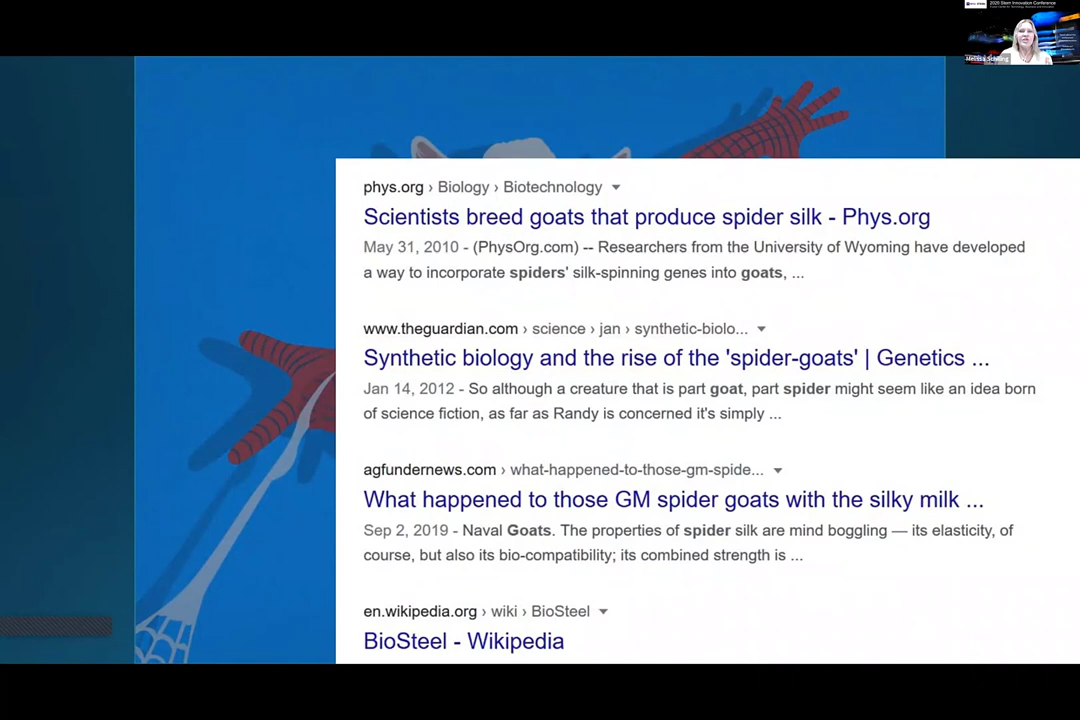 2020 Stern Innovation Conference
Melissa Schilling
phys.org › Biology › Biotechnology
Scientists breed goats that produce spider silk - Phys.org
May 31, 2010 - (PhysOrg.com) -- Researchers from the University of Wyoming have developed
a way to incorporate spiders' silk-spinning genes into goats, ...
www.theguardian.com › science › jan › synthetic-biolo...
Synthetic biology and the rise of the 'spider-goats' | Genetics ...
Jan 14, 2012 - So although a creature that is part goat, part spider might seem like an idea born
of science fiction, as far as Randy is concerned it's simply ...
agfundernews.com › what-happened-to-those-gm-spide...
What happened to those GM spider goats with the silky milk ...
Sep 2, 2019 - Naval Goats. The properties of spider silk are mind boggling — its elasticity, of
course, but also its bio-compatibility; its combined strength is ...
en.wikipedia.org › wiki › BioSteel
BioSteel - Wikipedia